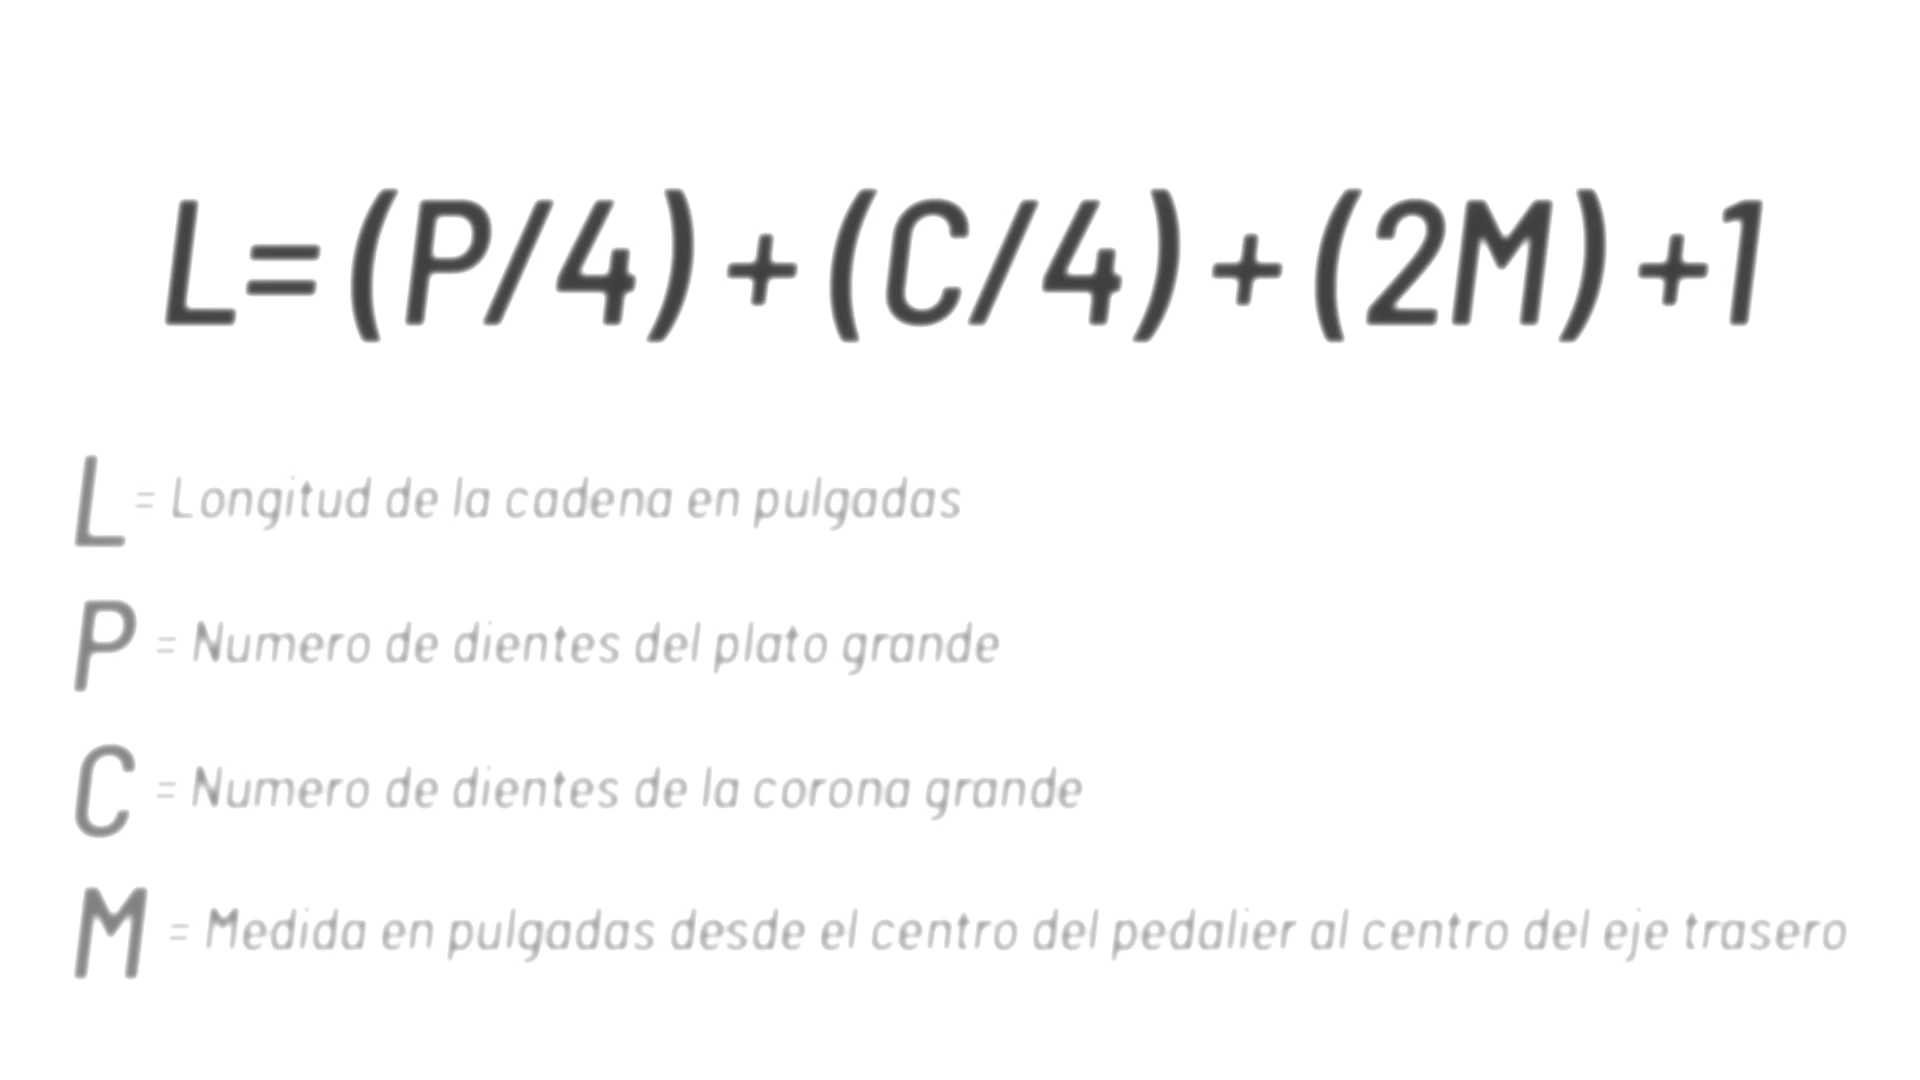 L=(P/4) + (C/4) + (2M) +1
L = Longitud de la cadena en pulgadas
P = Numero de dientes del plato grande
C = Numero de dientes de la corona grande
M = Medida en pulgadas desde el centro del pedalier al centro del eje trasero